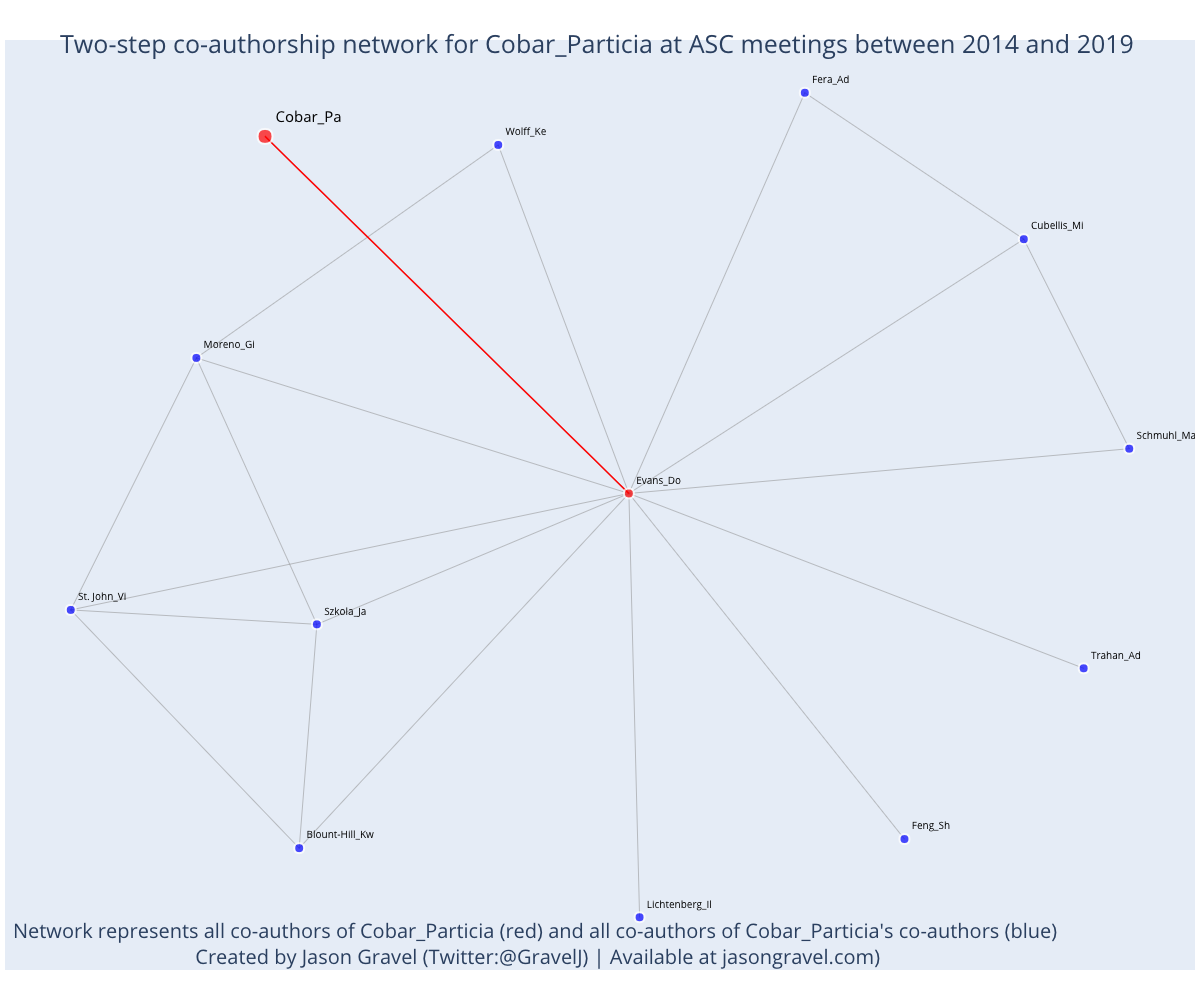 Two-step co-authorship network for Cobar_Particia at ASC meetings between 2014 and 2019
Fera_Ad
Cobar_Pa
Wolff_Ke
Cubellis_Mi
Moreno_Gi
Schmuhl_Ma
Evans_Do
St. John_Vi
Szkola_Ja
Trahan_Ad
Feng_Sh
Blount-Hill_Kw
Lichtenberg_Il
Network represents all co-authors of Cobar_Particia (red) and all co-authors of Cobar_Particia's co-authors (blue)
Created by Jason Gravel (Twitter:@GravelJ) | Available at jasongravel.com)